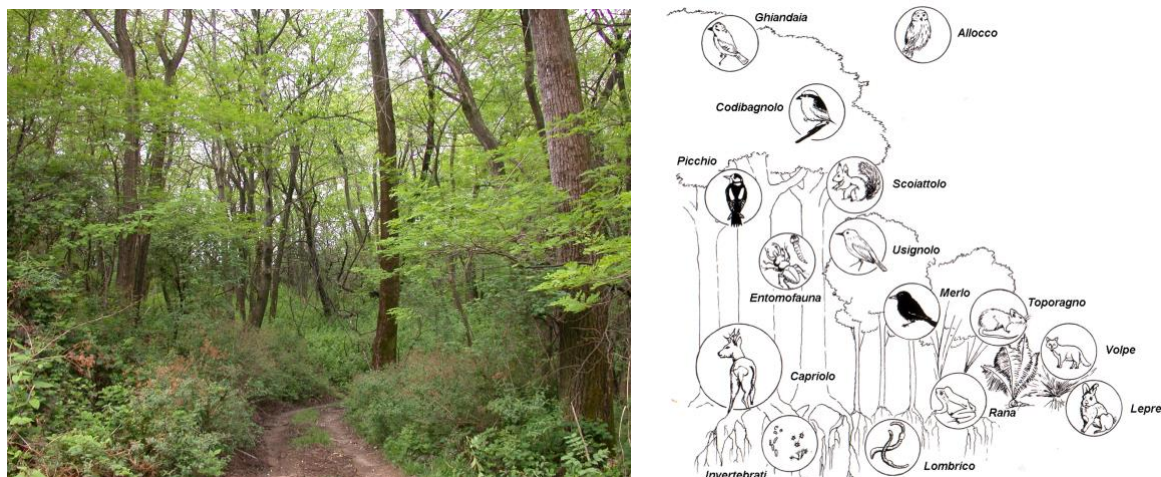 Ghiandaia
Allocco
Codibagnolo
Picchio
Scoiattolo
Usignolo
Entomofauna
Merlo
Toporagno
Volpe
Capriolo
Rana
Lepre
Lombrico
Invertebrati